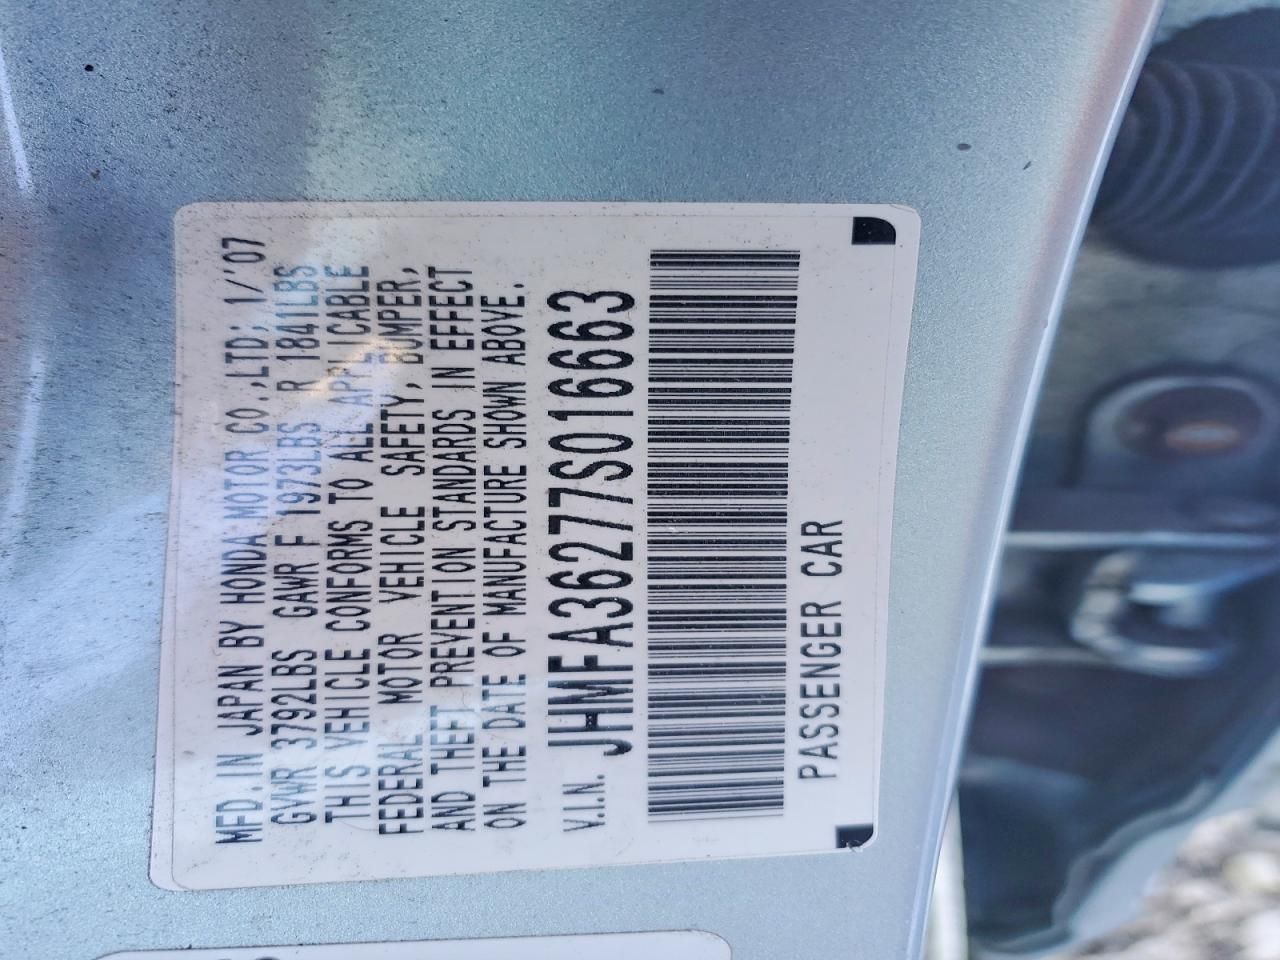 MFD.IN JAPAN BY HONDA MOTOR CO.,LTD; 1/'07
GVWR 3792LBS GAWR F 1973LBS R 1841LBS
THIS VEHICLE CONFORMS TO ALL APPLICABLE
FEDERAL MOTOR VEHICLE SAFETY, BUMPER,
AND THEFT PREVENTION STANDARDS IN EFFECT
ON THE DATE OF MANUFACTURE SHOWN ABOVE.
V.I.N. JHMFA36277S016663
PASSENGER CAR